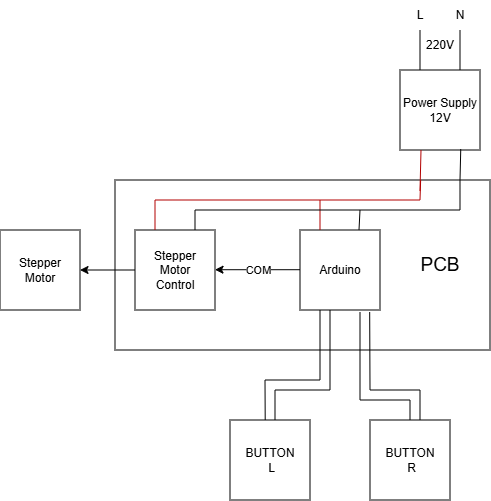 L N
220V
Power Supply
12V
Stepper
Motor
Stepper
Motor
Control
COM
Arduino
PCB
BUTTON
L
BUTTON
R